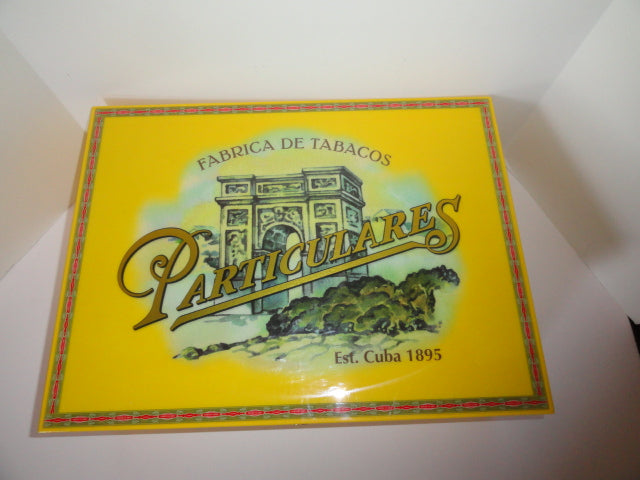 FABRICA DE TABACOS
PARTICULARES
Est. Cuba 1895